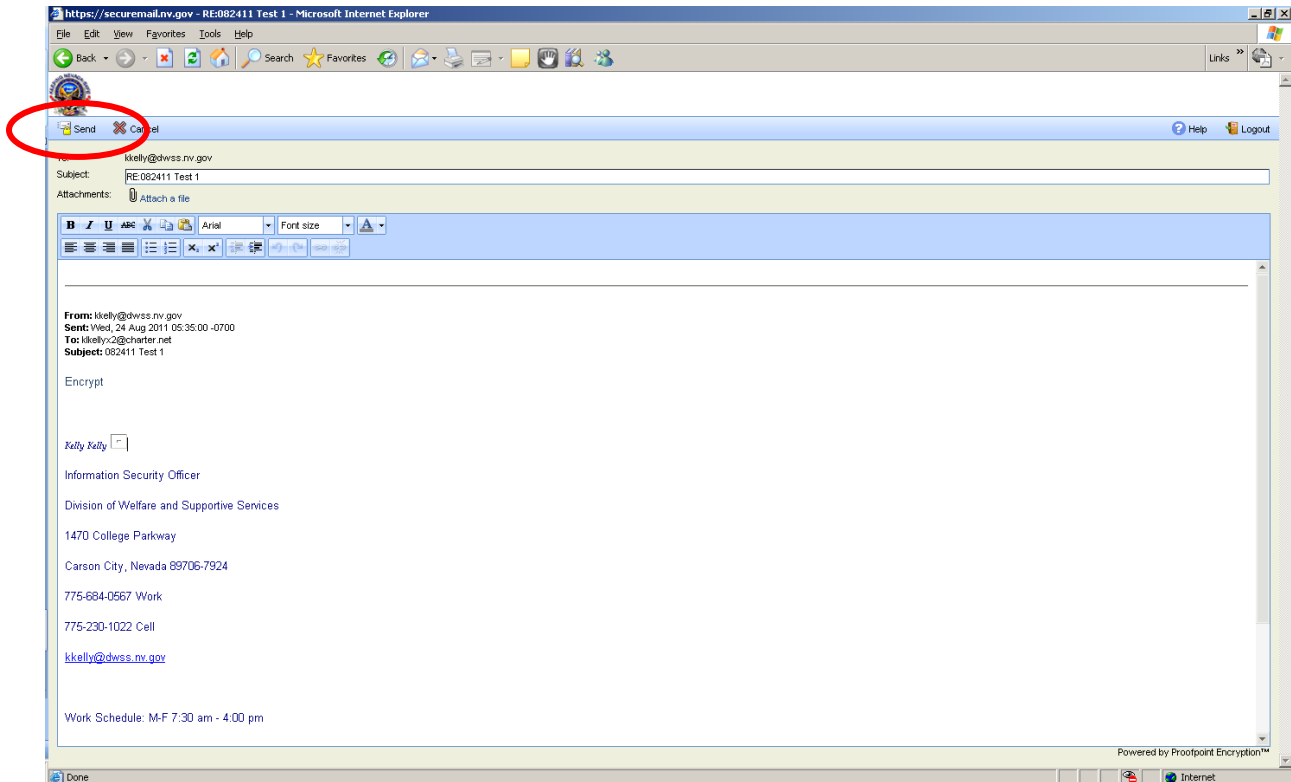 https://securemail.nv.gov - RE:082411 Test 1 - Microsoft Internet Explorer
File Edit View Favorites Tools Help
Back Search Favorites Links »
Send Cancel Help Logout
To: kkelly@dwss.nv.gov
Subject: RE:082411 Test 1
Attachments: Attach a file
B I U ABC Arial Font size A
From: kkelly@dwss.nv.gov
Sent: Wed, 24 Aug 2011 05:35:00 -0700
To: klkellyx2@charter.net
Subject: 082411 Test 1
Encrypt
Kelly Kelly
Information Security Officer
Division of Welfare and Supportive Services
1470 College Parkway
Carson City, Nevada 89706-7924
775-684-0567 Work
775-230-1022 Cell
kkelly@dwss.nv.gov
Work Schedule: M-F 7:30 am - 4:00 pm
Powered by Proofpoint Encryption™
Done Internet